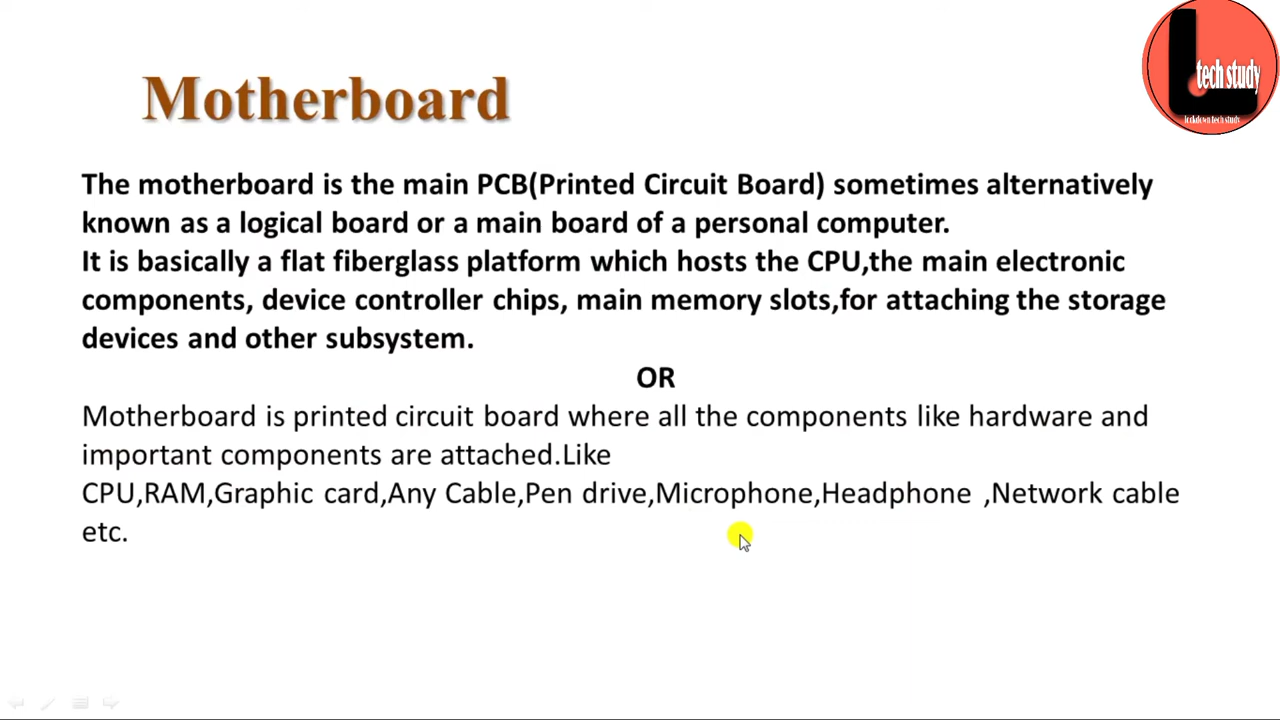 tech study
lockdown tech study
Motherboard
The motherboard is the main PCB(Printed Circuit Board) sometimes alternatively
known as a logical board or a main board of a personal computer.
It is basically a flat fiberglass platform which hosts the CPU,the main electronic
components, device controller chips, main memory slots,for attaching the storage
devices and other subsystem.
OR
Motherboard is printed circuit board where all the components like hardware and
important components are attached.Like
CPU,RAM,Graphic card,Any Cable,Pen drive,Microphone,Headphone ,Network cable
etc.